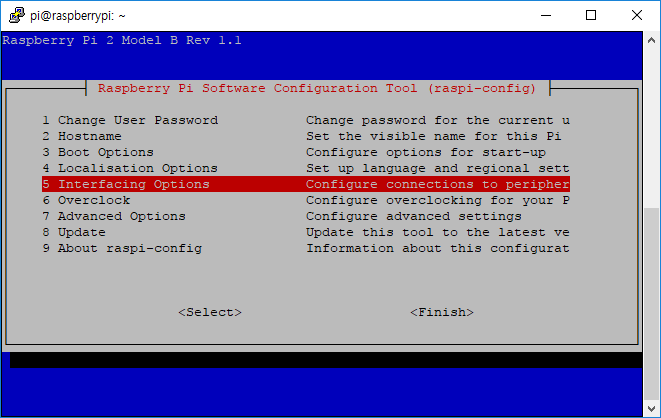 pi@raspberrypi: ~
Raspberry Pi 2 Model B Rev 1.1
Raspberry Pi Software Configuration Tool (raspi-config)
1 Change User Password Change password for the current u
2 Hostname Set the visible name for this Pi
3 Boot Options Configure options for start-up
4 Localisation Options Set up language and regional sett
5 Interfacing Options Configure connections to peripher
6 Overclock Configure overclocking for your P
7 Advanced Options Configure advanced settings
8 Update Update this tool to the latest ve
9 About raspi-config Information about this configurat
<Select> <Finish>